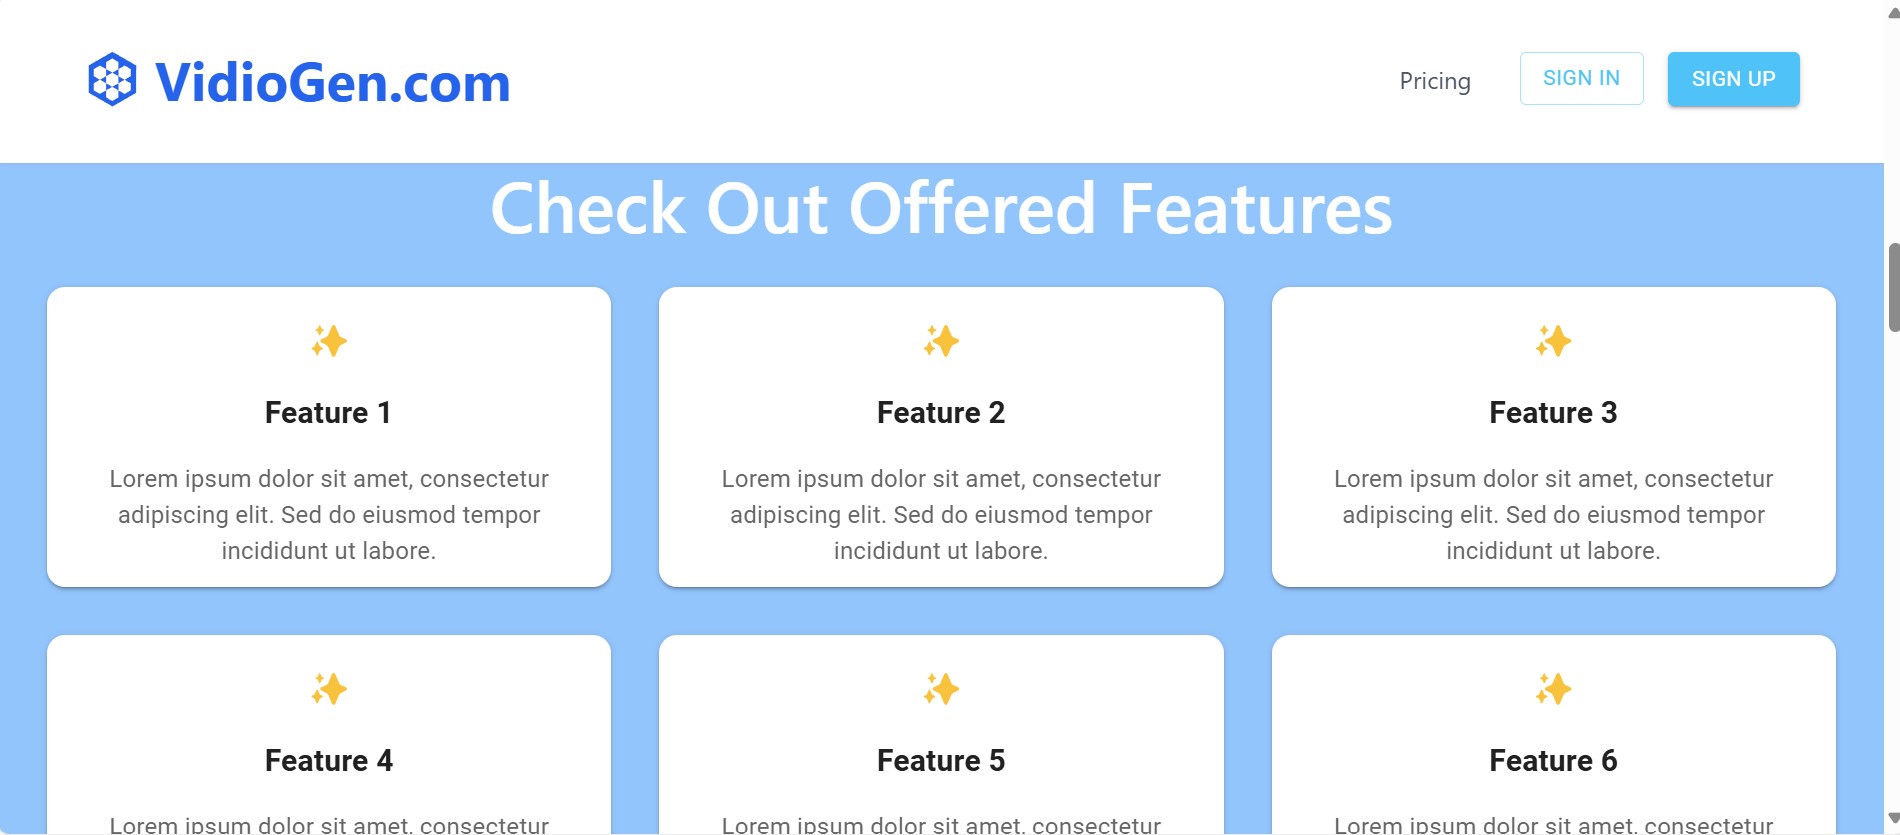 VidioGen.com
Pricing
SIGN IN
SIGN UP
Check Out Offered Features
Feature 1
Lorem ipsum dolor sit amet, consectetur
adipiscing elit. Sed do eiusmod tempor
incididunt ut labore.
Feature 2
Lorem ipsum dolor sit amet, consectetur
adipiscing elit. Sed do eiusmod tempor
incididunt ut labore.
Feature 3
Lorem ipsum dolor sit amet, consectetur
adipiscing elit. Sed do eiusmod tempor
incididunt ut labore.
Feature 4
Lorem ipsum dolor sit amet, consectetur
Feature 5
Lorem ipsum dolor sit amet, consectetur
Feature 6
Lorem ipsum dolor sit amet, consectetur